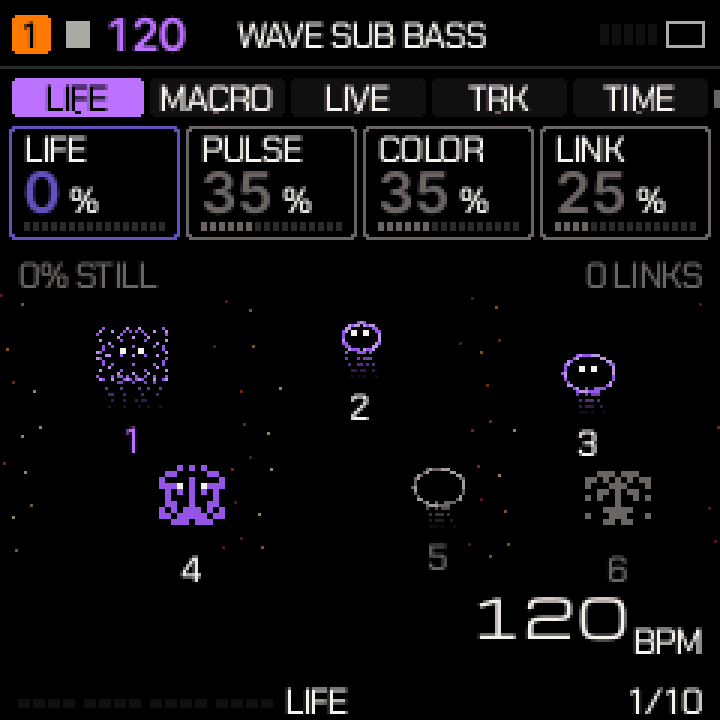 1 120 WAVE SUB BASS
LIFE MACRO LIVE TRK TIME
LIFE PULSE COLOR LINK
0 % 35 % 35 % 25 %
0% STILL 0 LINKS
1 2 3
4 5 6
120 BPM
LIFE 1/10